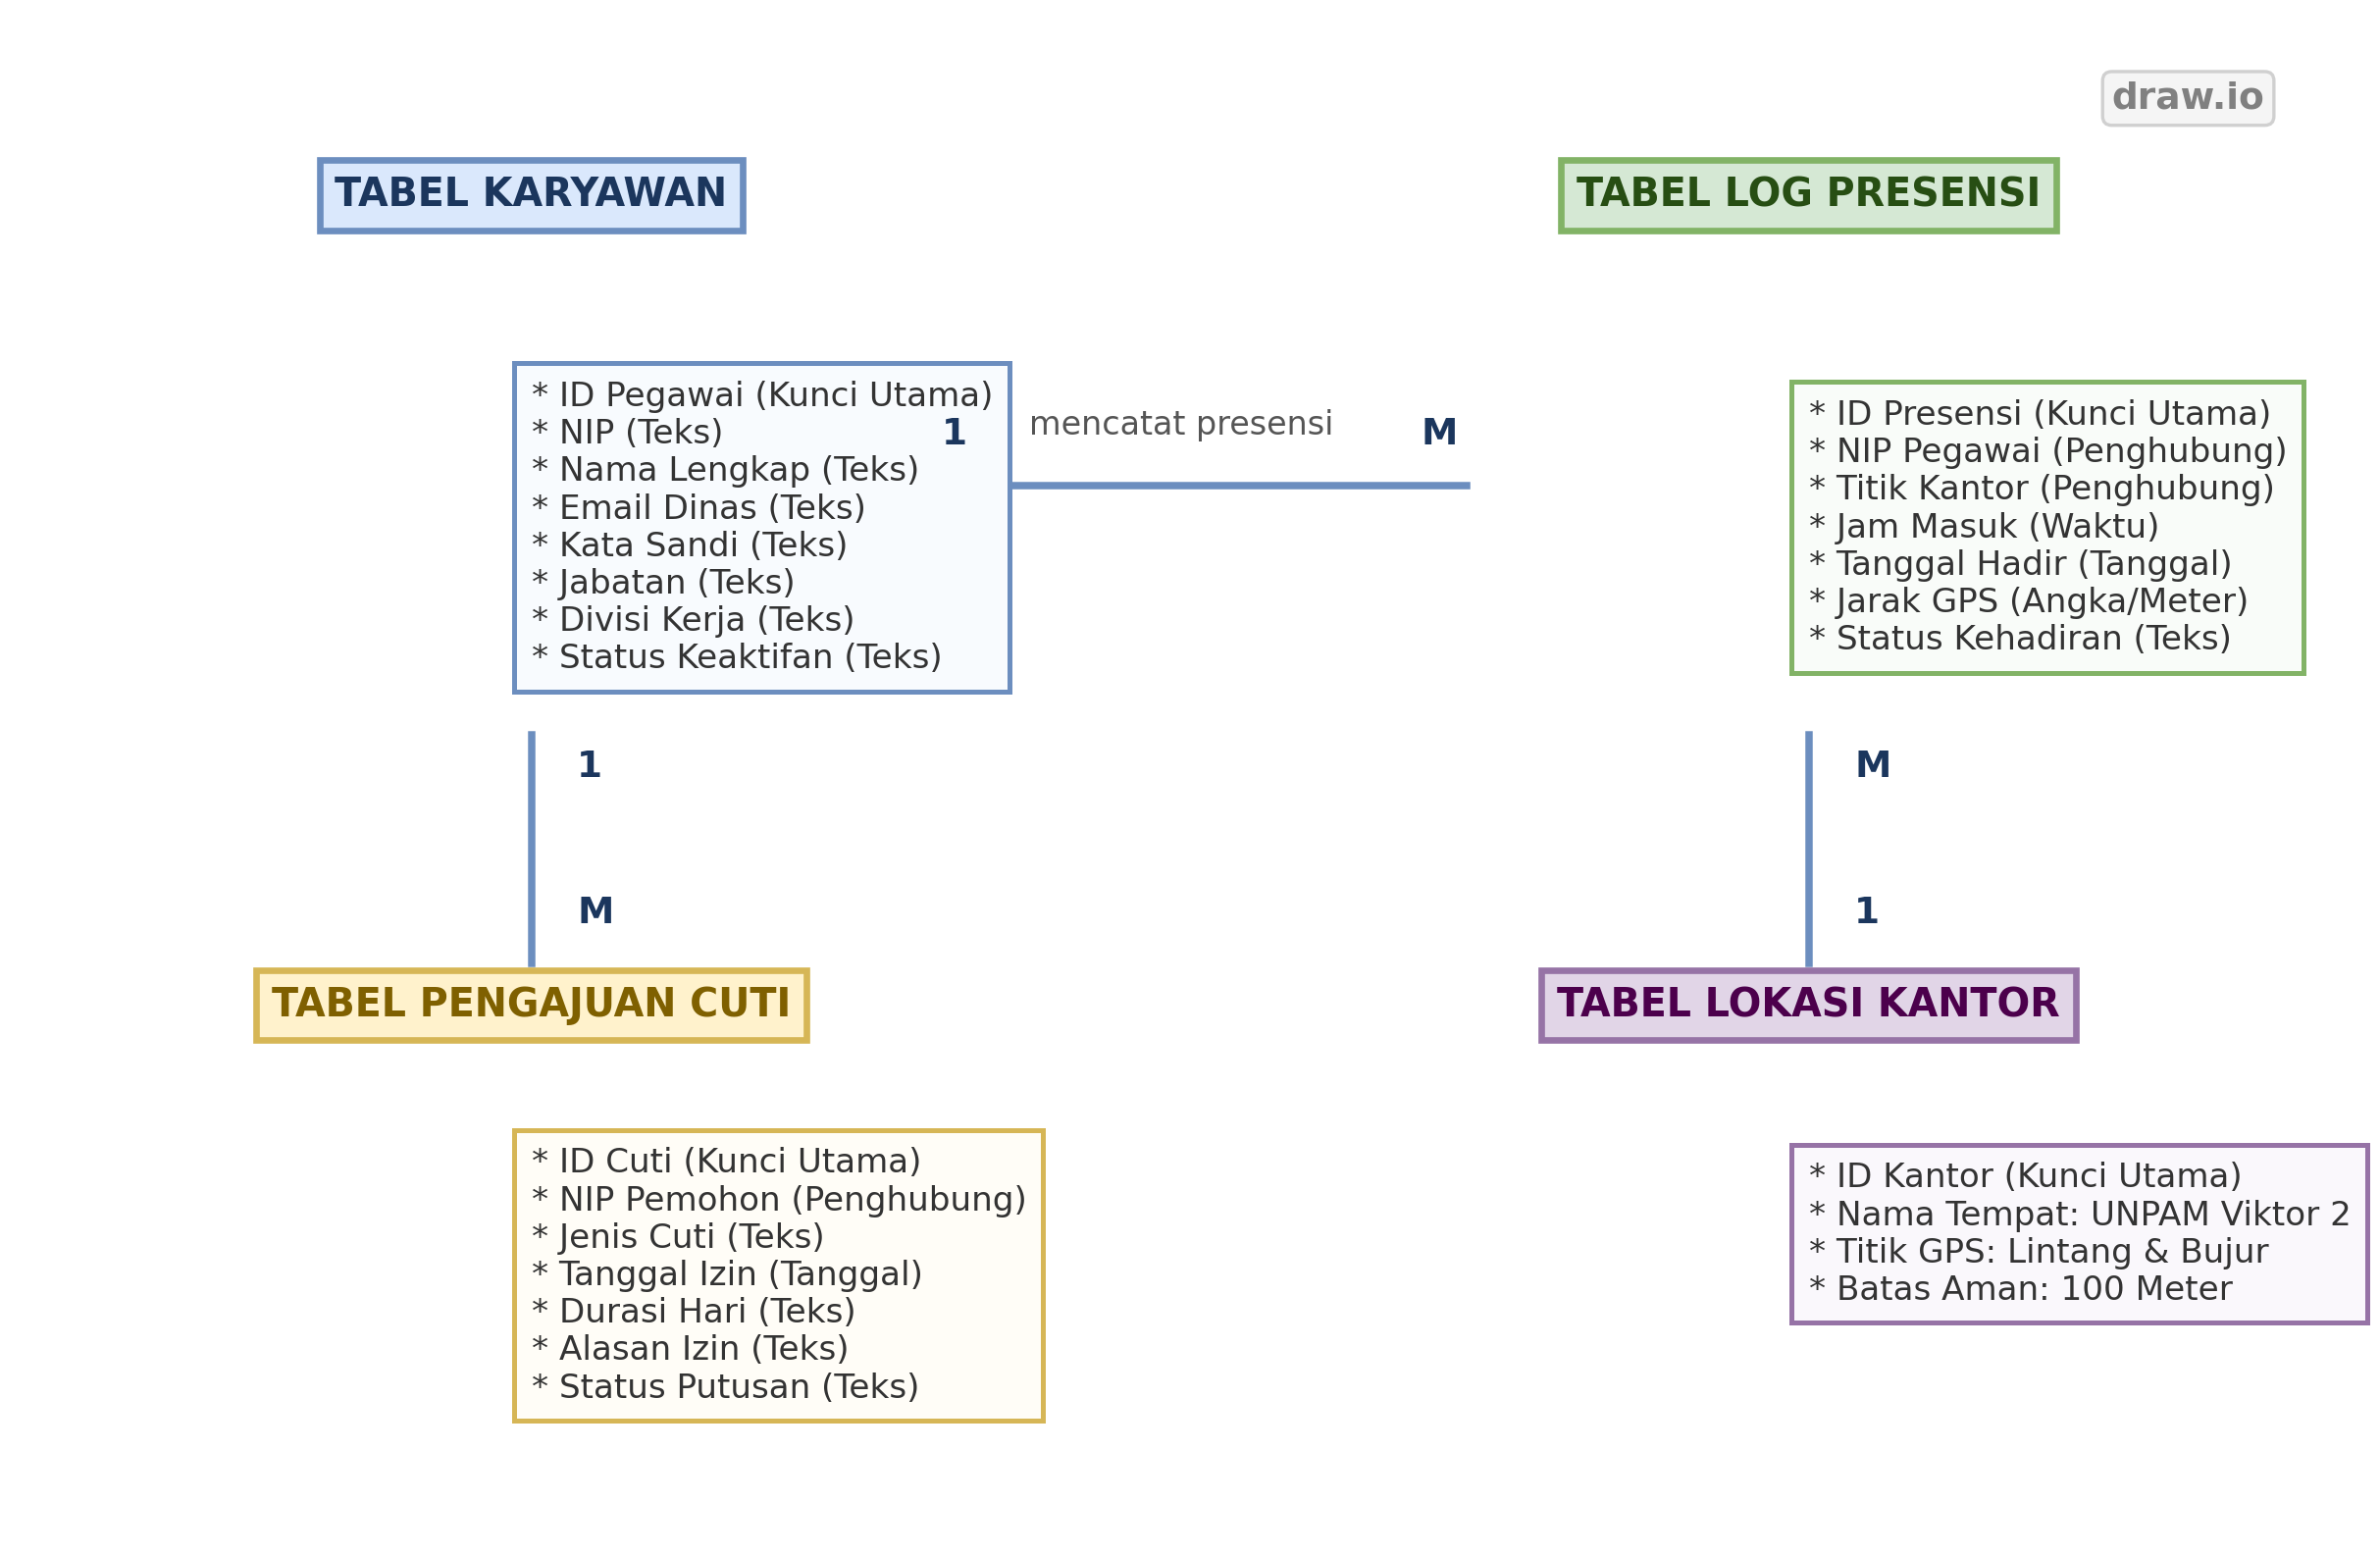 draw.io
TABEL KARYAWAN
TABEL LOG PRESENSI
* ID Pegawai (Kunci Utama)
* NIP (Teks)
* Nama Lengkap (Teks)
* Email Dinas (Teks)
* Kata Sandi (Teks)
* Jabatan (Teks)
* Divisi Kerja (Teks)
* Status Keaktifan (Teks)
1
mencatat presensi
M
* ID Presensi (Kunci Utama)
* NIP Pegawai (Penghubung)
* Titik Kantor (Penghubung)
* Jam Masuk (Waktu)
* Tanggal Hadir (Tanggal)
* Jarak GPS (Angka/Meter)
* Status Kehadiran (Teks)
1
M
M
1
TABEL PENGAJUAN CUTI
TABEL LOKASI KANTOR
* ID Cuti (Kunci Utama)
* NIP Pemohon (Penghubung)
* Jenis Cuti (Teks)
* Tanggal Izin (Tanggal)
* Durasi Hari (Teks)
* Alasan Izin (Teks)
* Status Putusan (Teks)
* ID Kantor (Kunci Utama)
* Nama Tempat: UNPAM Viktor 2
* Titik GPS: Lintang & Bujur
* Batas Aman: 100 Meter